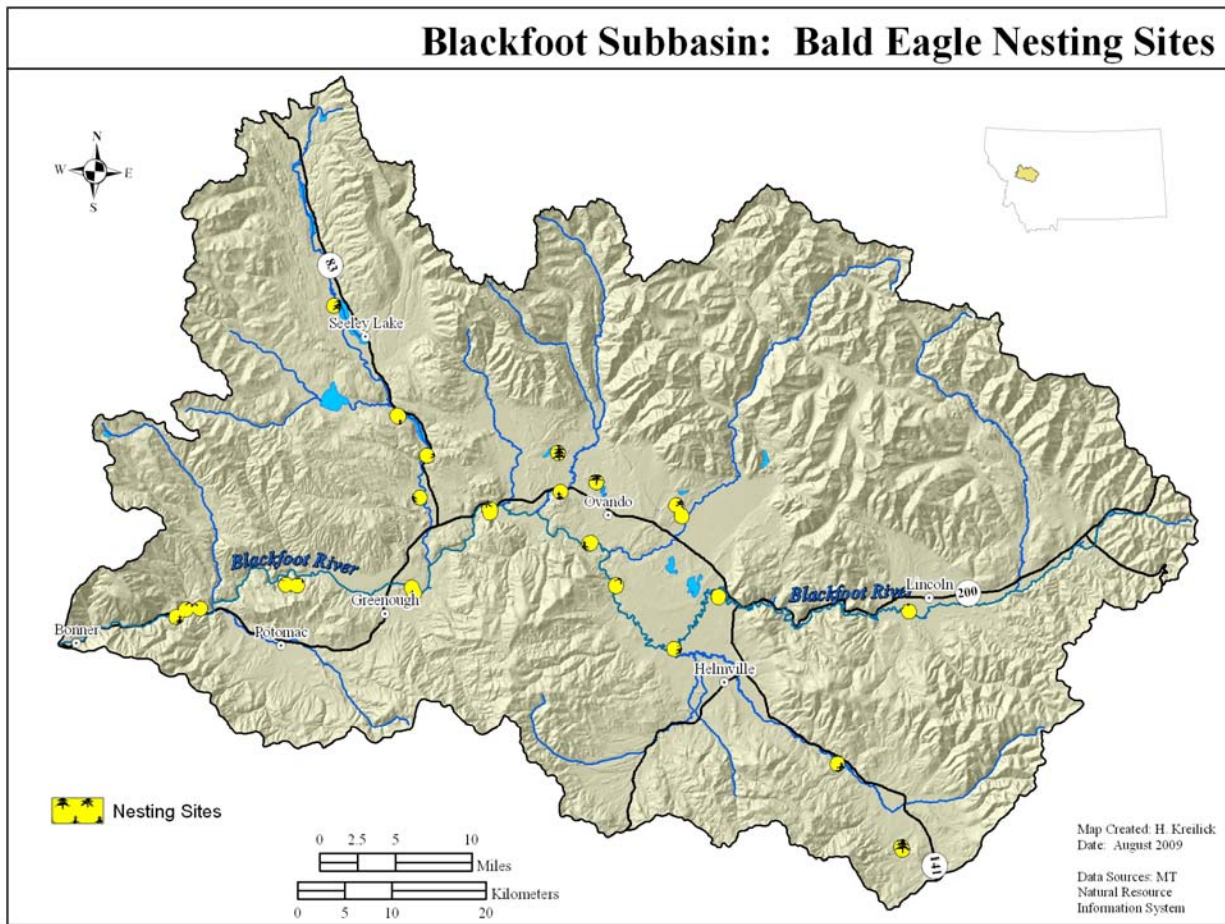 Blackfoot Subbasin: Bald Eagle Nesting Sites
N
W
E
S
83
Seeley Lake
Ovando
Blackfoot River
Greenough
Blackfoot River
Lincoln
200
Bonner
Potomac
Helmville
141
Nesting Sites
0 2.5 5 10
Miles
Kilometers
0 5 10 20
Map Created: H. Kreilick
Date: August 2009
Data Sources: MT
Natural Resource
Information System